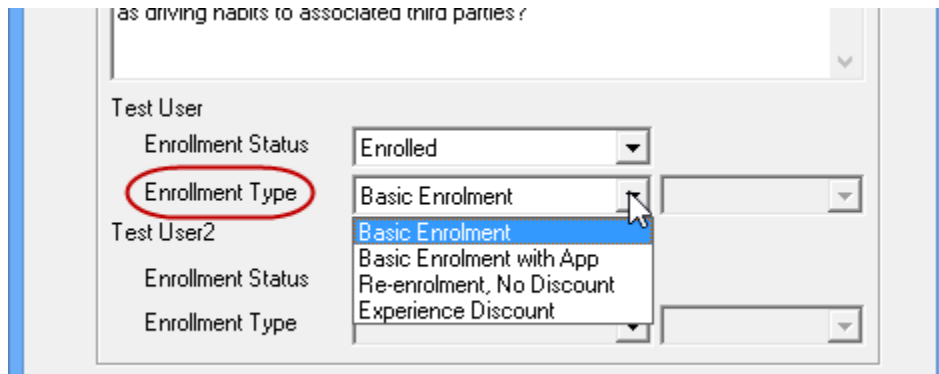 as driving habits to associated third parties?
Test User
Enrollment Status Enrolled
Enrollment Type Basic Enrolment
Test User2 Basic Enrolment
Basic Enrolment with App
Enrollment Status Re-enrolment, No Discount
Experience Discount
Enrollment Type